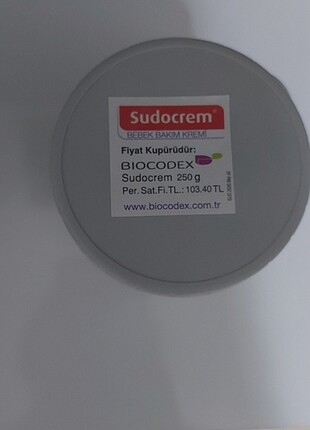 Sudocrem®
BEBEK BAKIM KREMİ
Fiyat Kupürüdür:
BIOCODEX
Sudocrem 250 g
Per. Sat.Fi.TL.: 103.40 TL
www.biocodex.com.tr